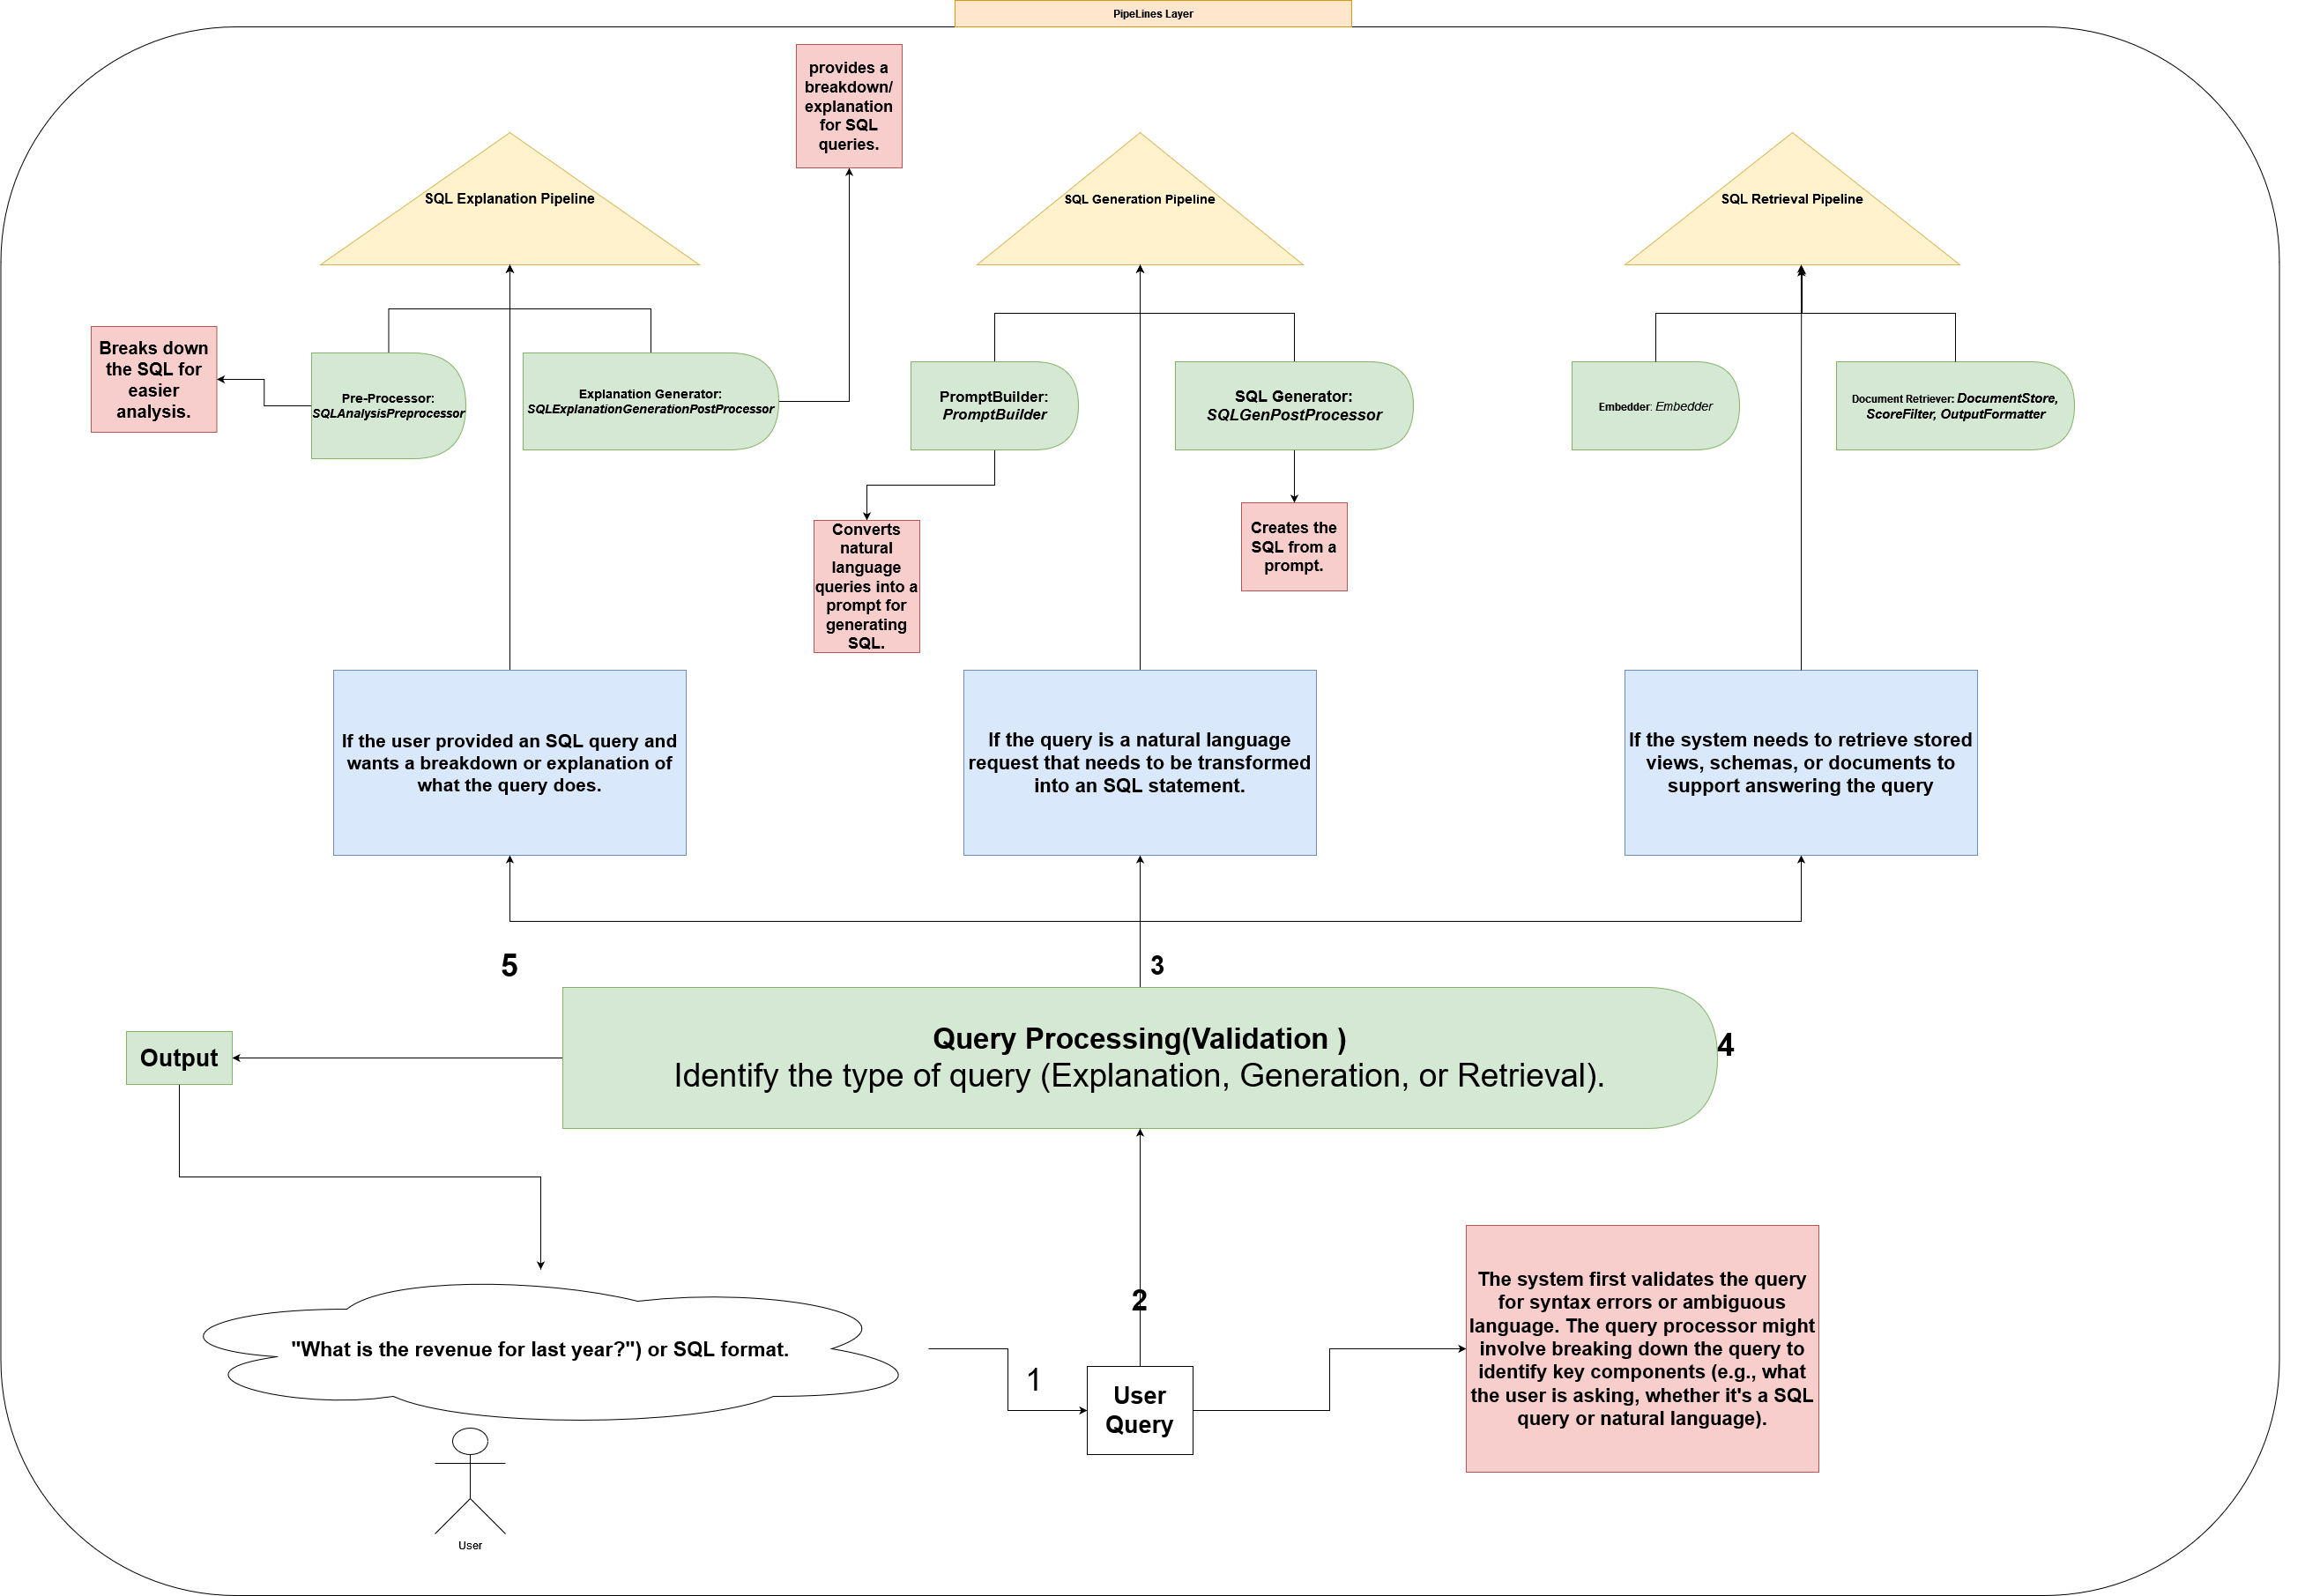 PipeLines Layer
provides a
breakdown/
explanation
for SQL
queries.
SQL Explanation Pipeline
SQL Generation Pipeline
SQL Retrieval Pipeline
Breaks down
the SQL for
easier
analysis.
Pre-Processor:
SQLAnalysisPreprocessor
Explanation Generator:
SQLExplanationGenerationPostProcessor
PromptBuilder:
PromptBuilder
SQL Generator:
SQLGenPostProcessor
Embedder: Embedder
Document Retriever: DocumentStore,
ScoreFilter, OutputFormatter
Converts
natural
language
queries into a
prompt for
generating
SQL.
Creates the
SQL from a
prompt.
If the user provided an SQL query and
wants a breakdown or explanation of
what the query does.
If the query is a natural language
request that needs to be transformed
into an SQL statement.
If the system needs to retrieve stored
views, schemas, or documents to
support answering the query
5
3
Query Processing(Validation )
Identify the type of query (Explanation, Generation, or Retrieval).
4
Output
2
"What is the revenue for last year?") or SQL format.
1
User
Query
The system first validates the query
for syntax errors or ambiguous
language. The query processor might
involve breaking down the query to
identify key components (e.g., what
the user is asking, whether it's a SQL
query or natural language).
User